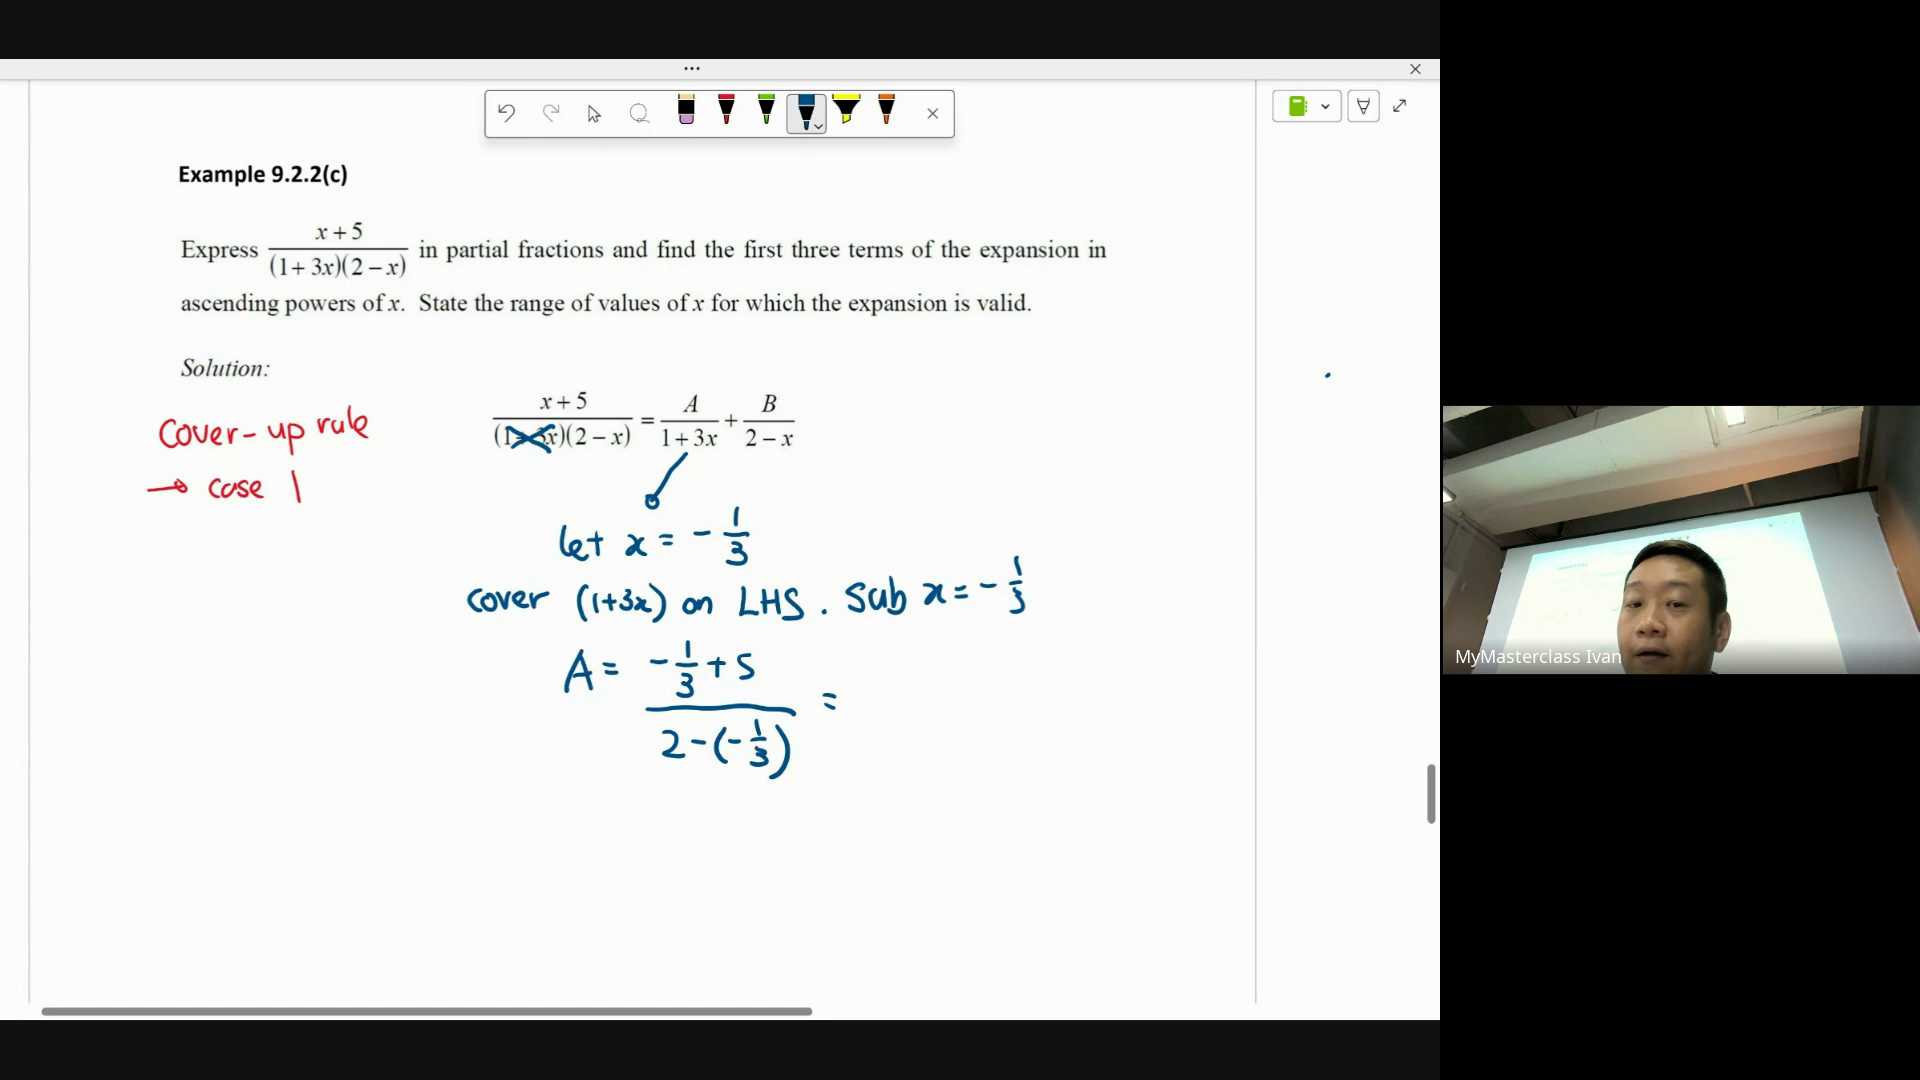 Example 9.2.2(c)
Express (x + 5)/((1 + 3x)(2 − x)) in partial fractions and find the first three terms of the expansion in
ascending powers of x. State the range of values of x for which the expansion is valid.
Solution:
Cover-up rule
→ case 1
(x + 5)/((1 + 3x)(2 − x)) = A/(1 + 3x) + B/(2 − x)
let x = − 1/3
cover (1+3x) on LHS . Sub x = − 1/3
A = (− 1/3 + 5)/(2 − (− 1/3)) =
MyMasterclass Ivan